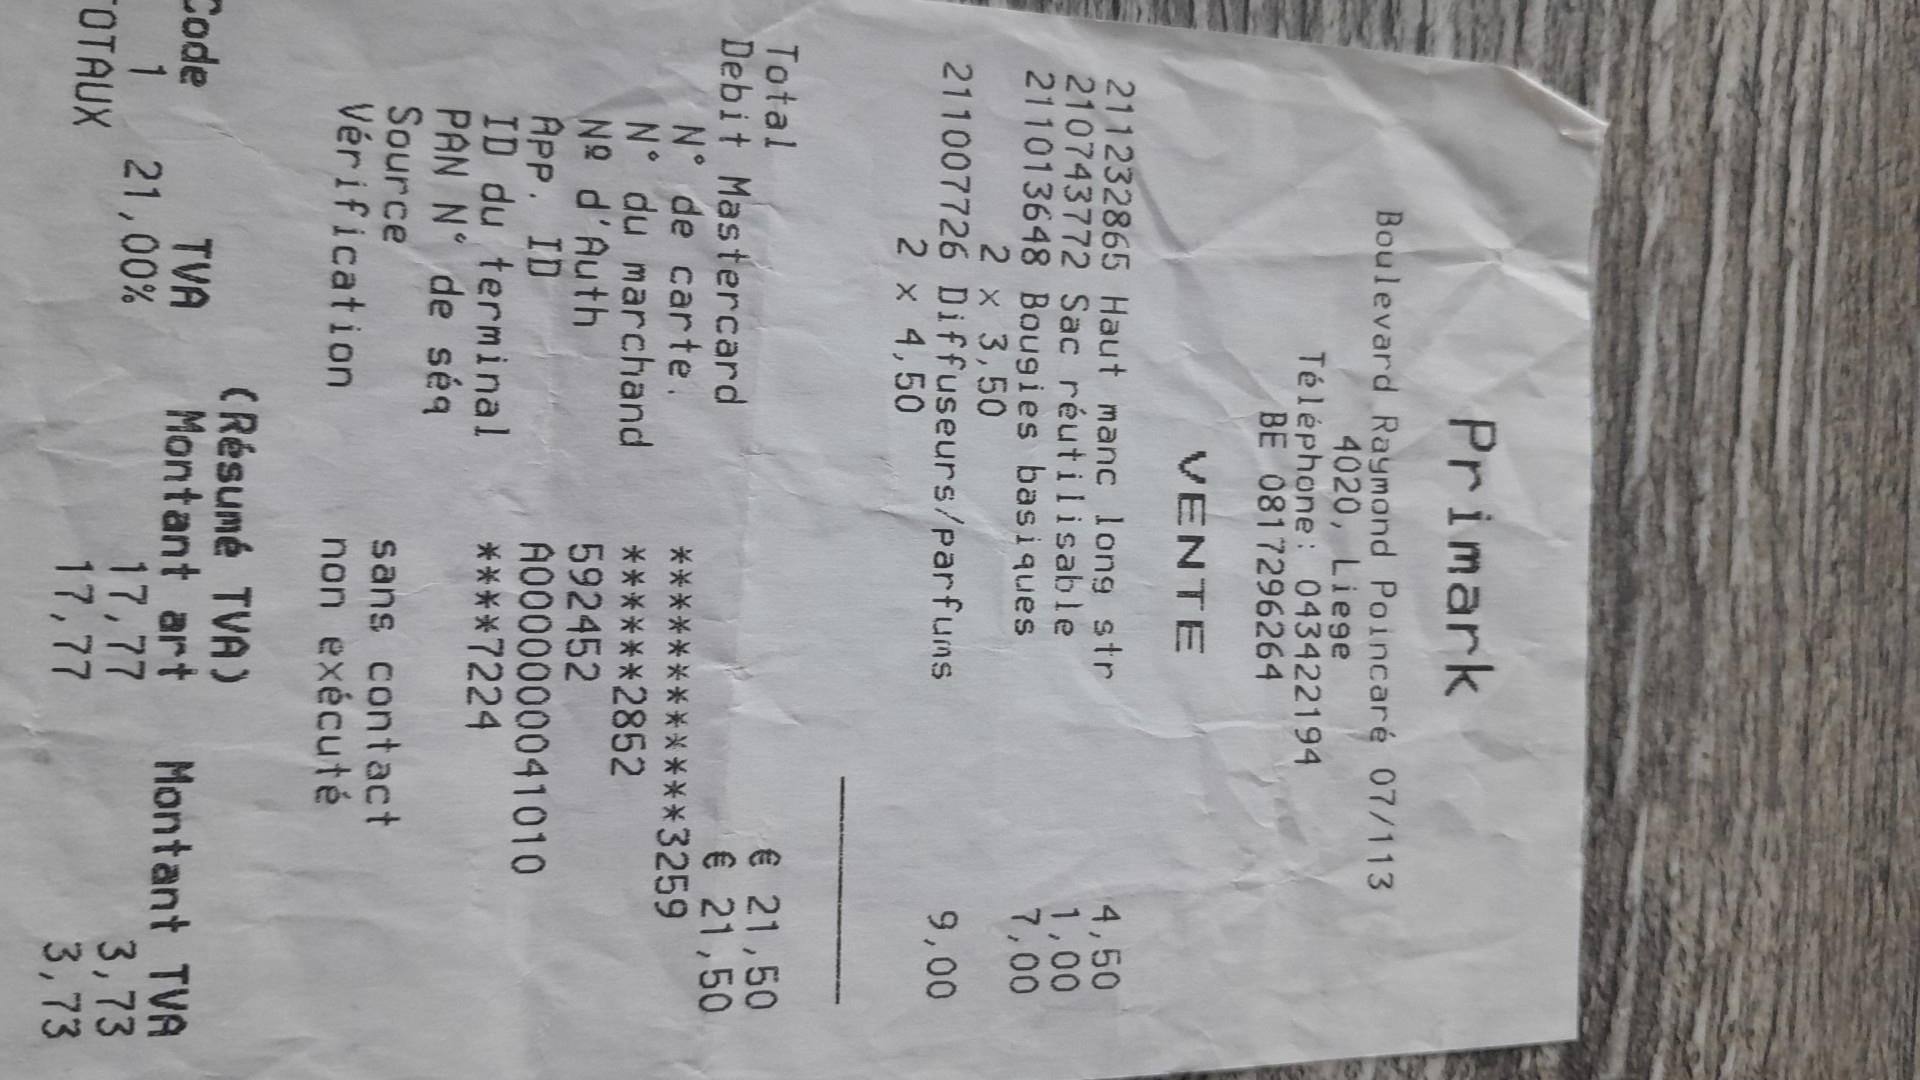 Primark
Boulevard Raymond Poincaré 07/113
4020, Liege
Téléphone: 043422194
BE 0817296264
VENTE
211232865 Haut manc long str 4,50
210743772 Sac réutilisable 1,00
211013648 Bougies basiques 7,00
2 x 3,50
211007726 Diffuseurs/parfums 9,00
2 x 4,50
Total € 21,50
Debit Mastercard € 21,50
N° de carte. ************3259
N° du marchand ******2852
Nº d'Auth 592452
App. ID A0000000041010
ID du terminal ****7224
PAN N° de séq
Source sans contact
Vérification non exécuté
(Résumé TVA)
Code TVA Montant art Montant TVA
1 21,00% 17,77 3,73
TOTAUX 17,77 3,73